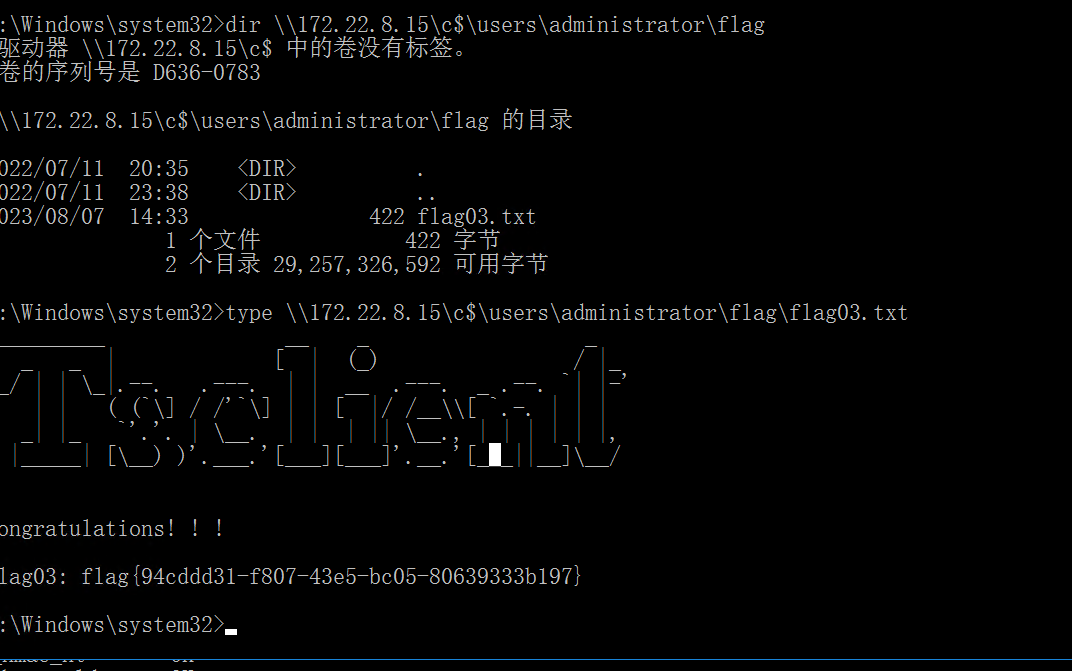 :\Windows\system32>dir \\172.22.8.15\c$\users\administrator\flag
驱动器 \\172.22.8.15\c$ 中的卷没有标签。
卷的序列号是 D636-0783
\\172.22.8.15\c$\users\administrator\flag 的目录
022/07/11  20:35    <DIR>          .
022/07/11  23:38    <DIR>          ..
023/08/07  14:33               422 flag03.txt
1 个文件            422 字节
2 个目录 29,257,326,592 可用字节
:\Windows\system32>type \\172.22.8.15\c$\users\administrator\flag\flag03.txt
Tsclient
ongratulations! ! !
lag03: flag{94cddd31-f807-43e5-bc05-80639333b197}
:\Windows\system32>